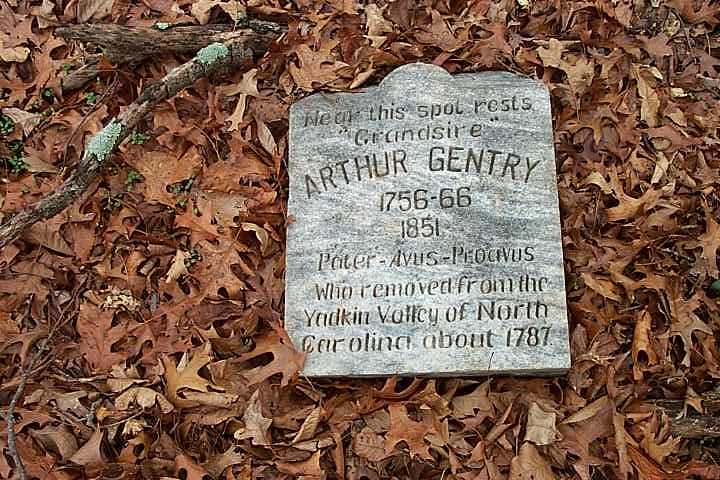 Near this spot rests
"Grandsire"
ARTHUR GENTRY
1756-66
1851
Pater-Avus-Proavus
Who removed from the
Yadkin Valley of North
Carolina about 1787.